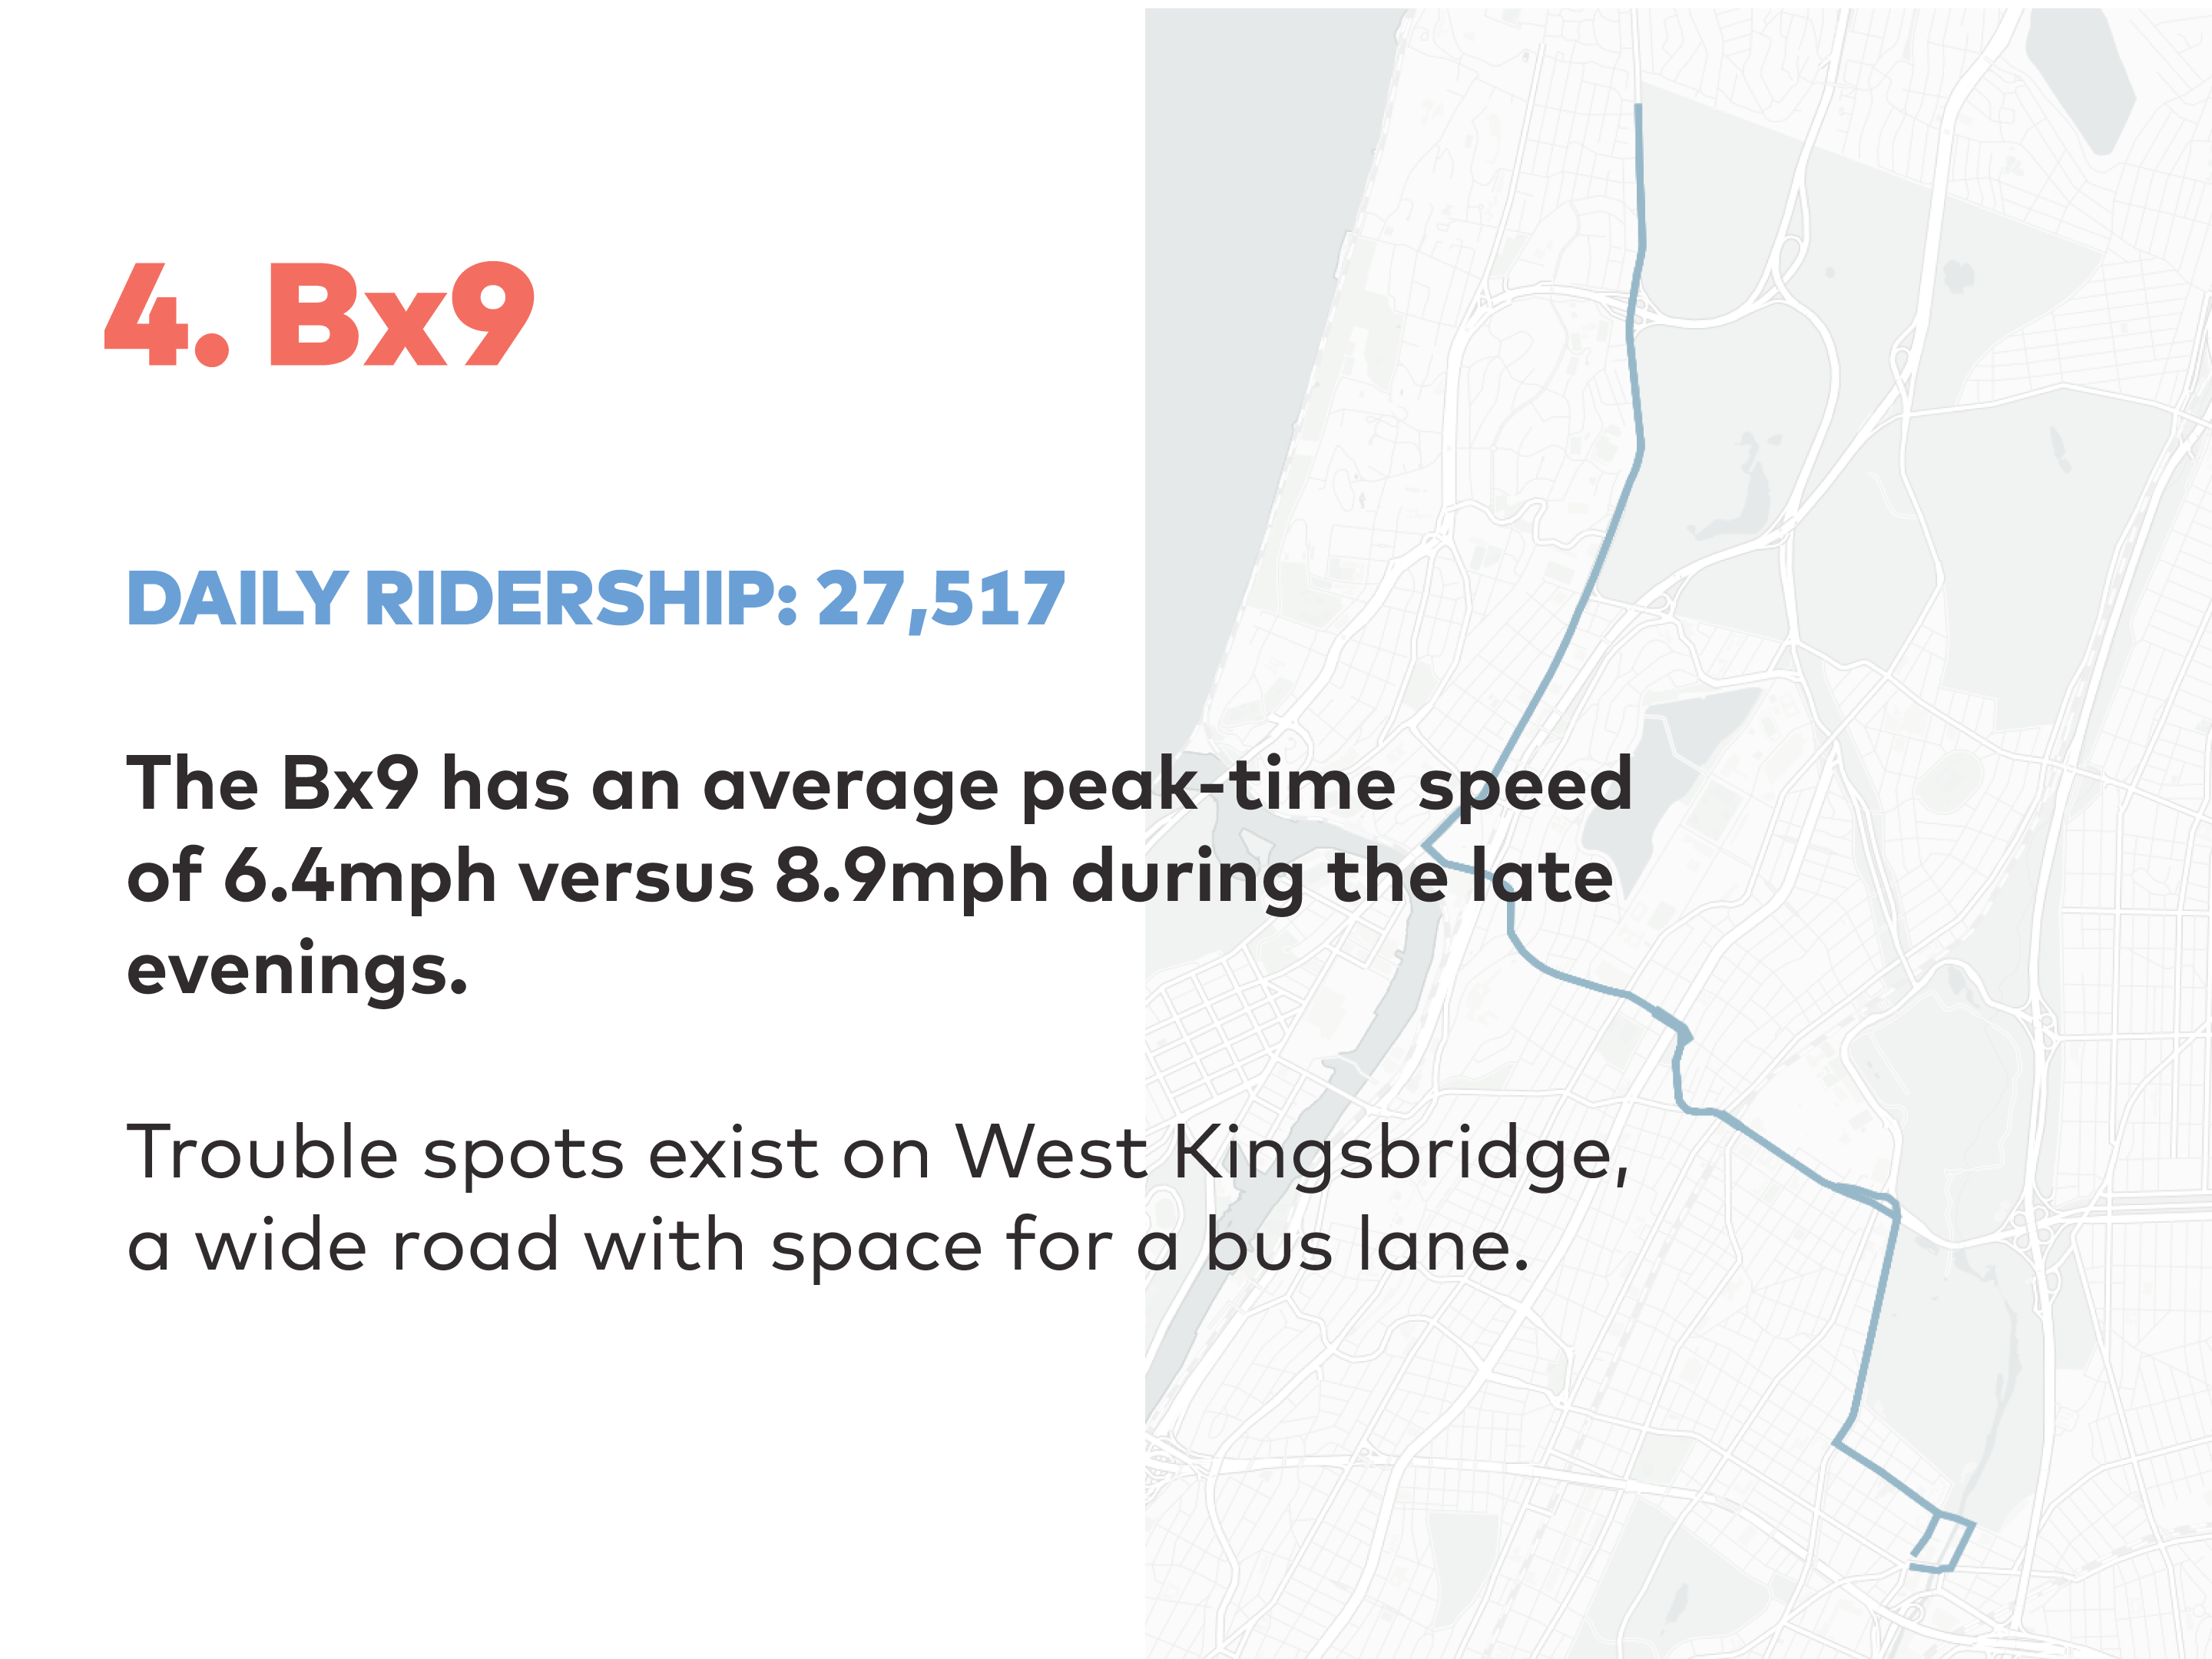 4. Bx9
DAILY RIDERSHIP: 27,517
The Bx9 has an average peak-time speed
of 6.4mph versus 8.9mph during the late
evenings.
Trouble spots exist on West Kingsbridge,
a wide road with space for a bus lane.